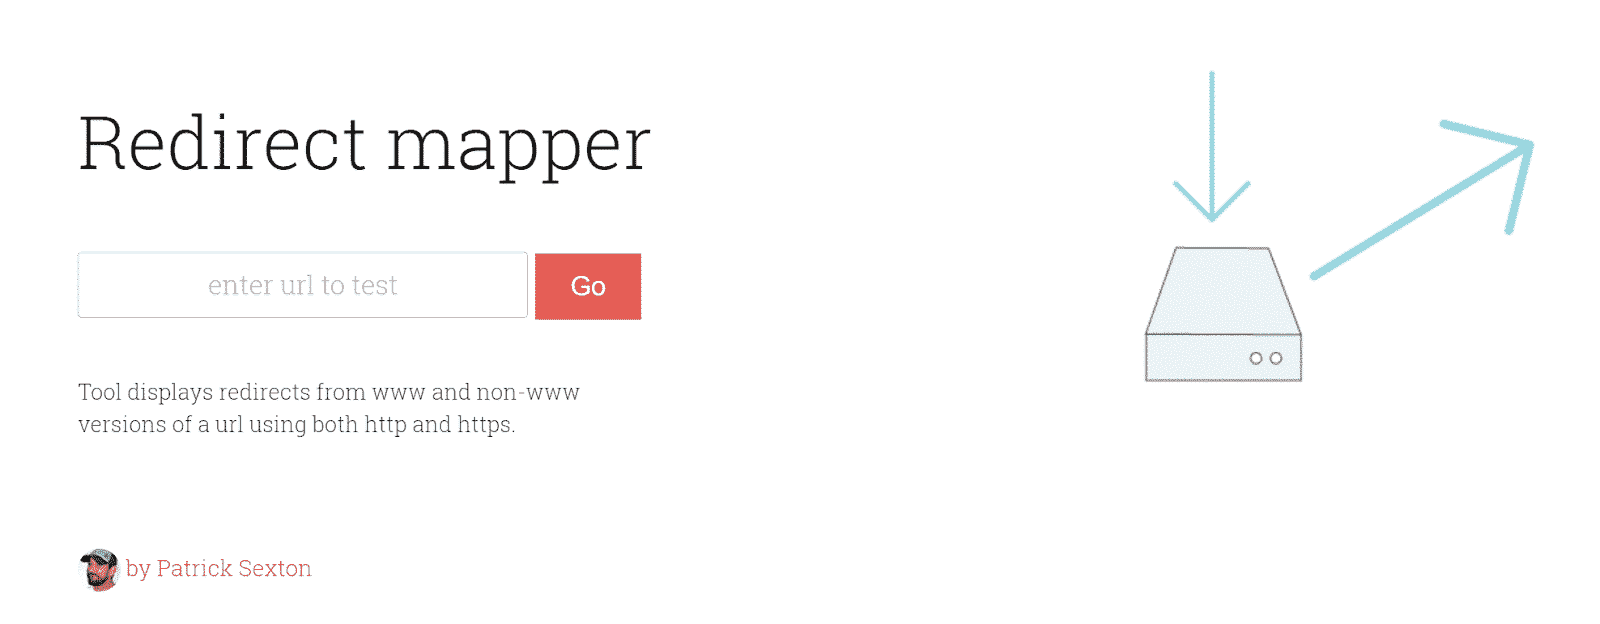 Redirect mapper
enter url to test
Go
Tool displays redirects from www and non-www
versions of a url using both http and https.
by Patrick Sexton